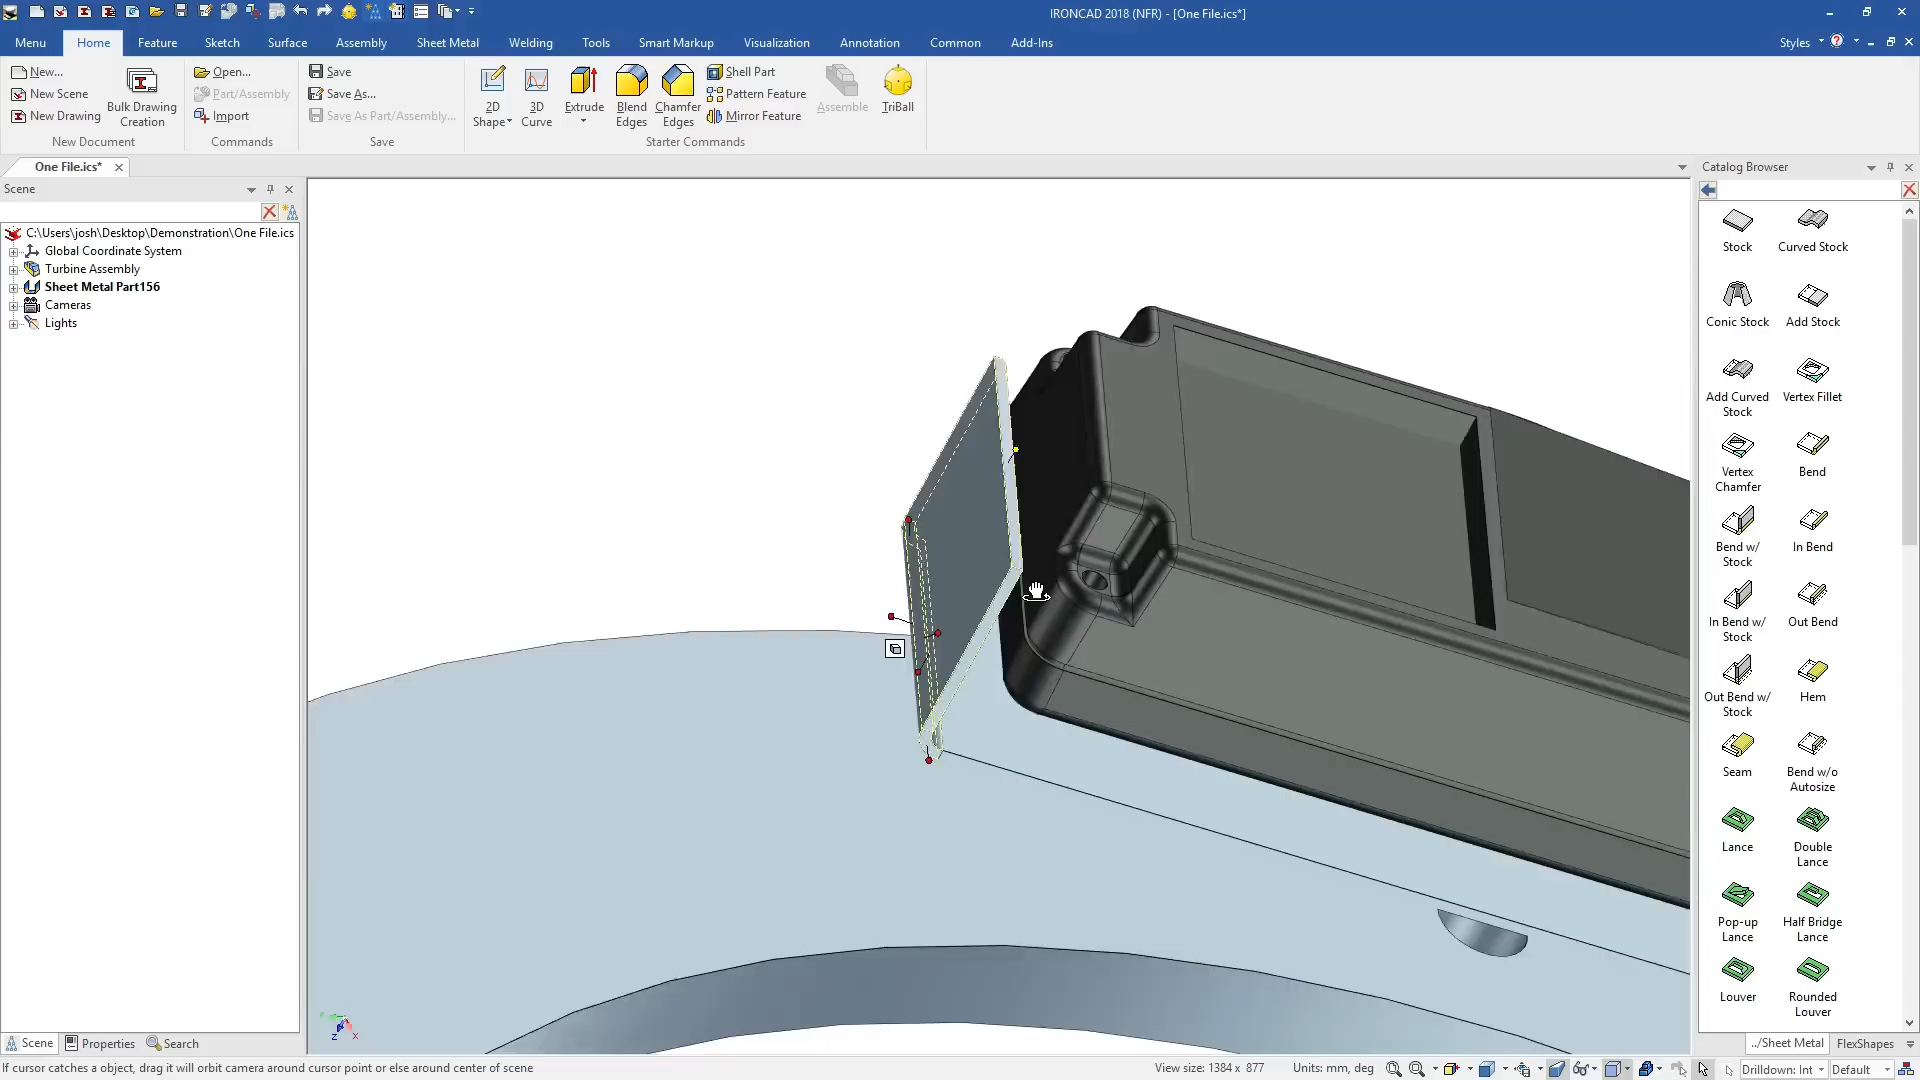 IRONCAD 2018 (NFR) - [One File.ics*]
Menu Home Feature Sketch Surface Assembly Sheet Metal Welding Tools Smart Markup Visualization Annotation Common Add-Ins Styles
New...
New Scene
New Drawing
Bulk Drawing
Creation
New Document
Open...
Part/Assembly
Import
Commands
Save
Save As...
Save As Part/Assembly...
Save
2D
Shape
3D
Curve
Extrude
Blend
Edges
Chamfer
Edges
Shell Part
Pattern Feature
Mirror Feature
Assemble
TriBall
Starter Commands
One File.ics*
Scene
C:\Users\josh\Desktop\Demonstration\One File.ics
Global Coordinate System
Turbine Assembly
Sheet Metal Part156
Cameras
Lights
Z
X
Catalog Browser
Stock
Curved Stock
Conic Stock
Add Stock
Add Curved
Stock
Vertex Fillet
Vertex
Chamfer
Bend
Bend w/
Stock
In Bend
In Bend w/
Stock
Out Bend
Out Bend w/
Stock
Hem
Seam
Bend w/o
Autosize
Lance
Double
Lance
Pop-up
Lance
Half Bridge
Lance
Louver
Rounded
Louver
../Sheet Metal FlexShapes
Scene Properties Search
If cursor catches a object, drag it will orbit camera around cursor point or else around center of scene
View size: 1384 x 877
Units: mm, deg
Drilldown: Int
Default